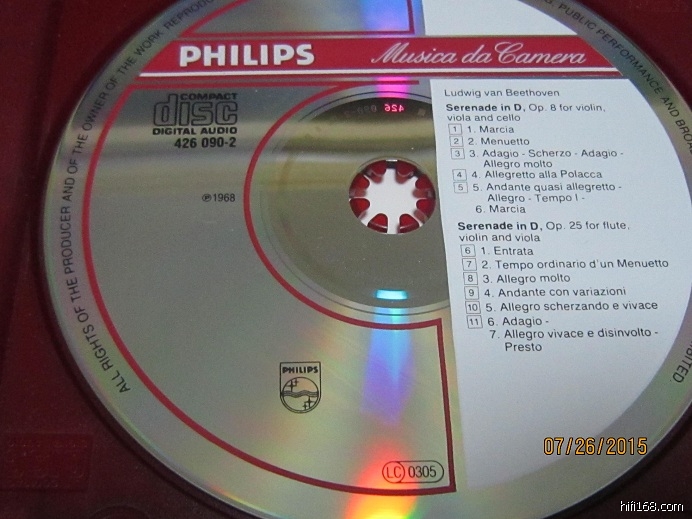 PHILIPS
Musica da Camera
COMPACT
disc
DIGITAL AUDIO
426 090-2
℗1968
Ludwig van Beethoven
Serenade in D, Op. 8 for violin,
viola and cello
1 1. Marcia
2 2. Menuetto
3 3. Adagio - Scherzo - Adagio -
Allegro molto
4 4. Allegretto alla Polacca
5 5. Andante quasi allegretto -
Allegro - Tempo I -
6. Marcia
Serenade in D, Op. 25 for flute,
violin and viola
6 1. Entrata
7 2. Tempo ordinario d'un Menuetto
8 3. Allegro molto
9 4. Andante con variazioni
10 5. Allegro scherzando e vivace
11 6. Adagio -
7. Allegro vivace e disinvolto -
Presto
PHILIPS
LC 0305
ALL RIGHTS OF THE PRODUCER AND OF THE OWNER OF THE WORK
PUBLIC PERFORMANCE AND
07/26/2015
hifi168.com